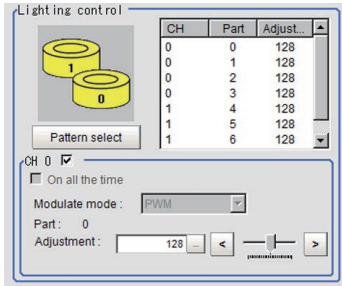 Lighting control
CH Part Adjust...
0 0 128
0 1 128
0 2 128
0 3 128
1 4 128
1 5 128
1 6 128
1
0
Pattern select
CH 0
On all the time
Modulate mode : PWM
Part : 0
Adjustment : 128 ... < >